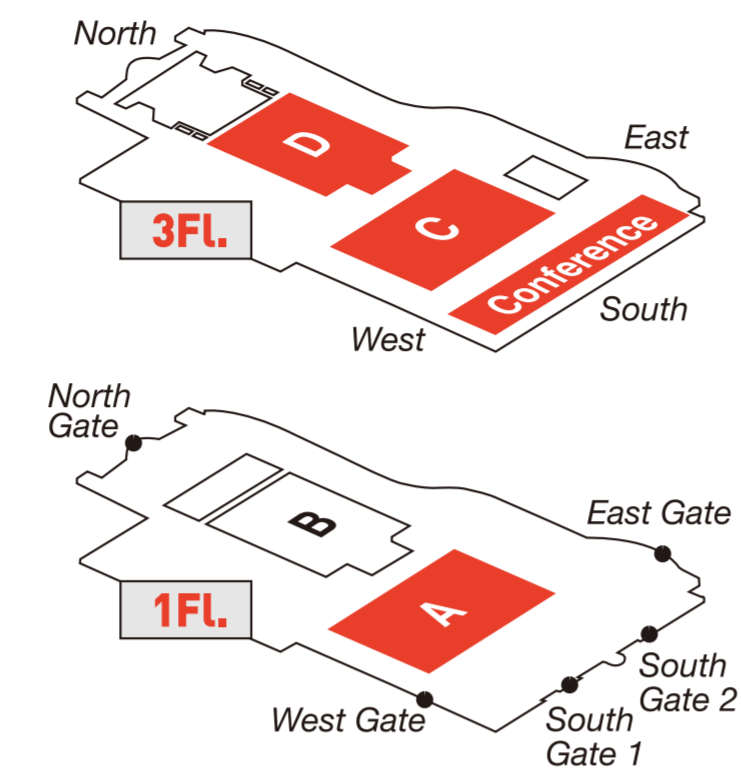 North
East
D
C
3Fl.
Conference
South
West
North
Gate
East Gate
B
A
1Fl.
South
Gate 2
West Gate
South
Gate 1